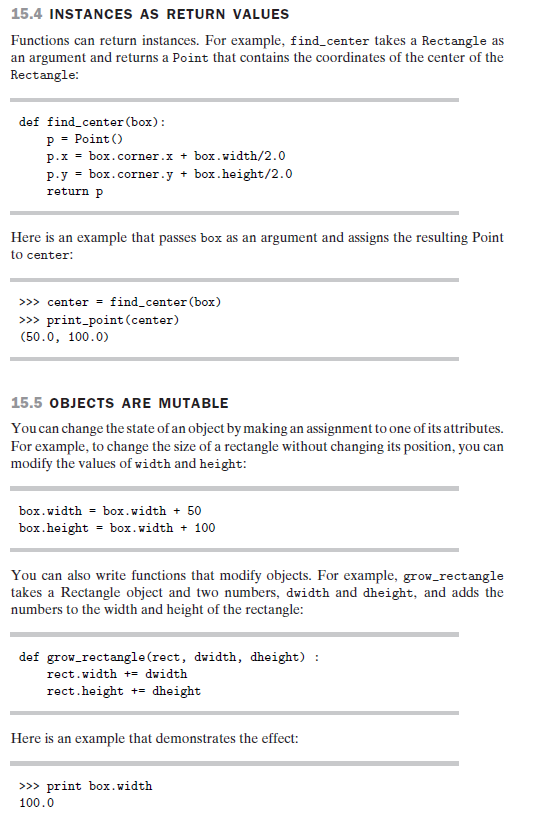 15.4 INSTANCES AS RETURN VALUES
Functions can return instances. For example, find_center takes a Rectangle as
an argument and returns a Point that contains the coordinates of the center of the
Rectangle:
def find_center(box):
    p = Point()
    p.x = box.corner.x + box.width/2.0
    p.y = box.corner.y + box.height/2.0
    return p
Here is an example that passes box as an argument and assigns the resulting Point
to center:
>>> center = find_center(box)
>>> print_point(center)
(50.0, 100.0)
15.5 OBJECTS ARE MUTABLE
You can change the state of an object by making an assignment to one of its attributes.
For example, to change the size of a rectangle without changing its position, you can
modify the values of width and height:
box.width = box.width + 50
box.height = box.width + 100
You can also write functions that modify objects. For example, grow_rectangle
takes a Rectangle object and two numbers, dwidth and dheight, and adds the
numbers to the width and height of the rectangle:
def grow_rectangle(rect, dwidth, dheight) :
    rect.width += dwidth
    rect.height += dheight
Here is an example that demonstrates the effect:
>>> print box.width
100.0